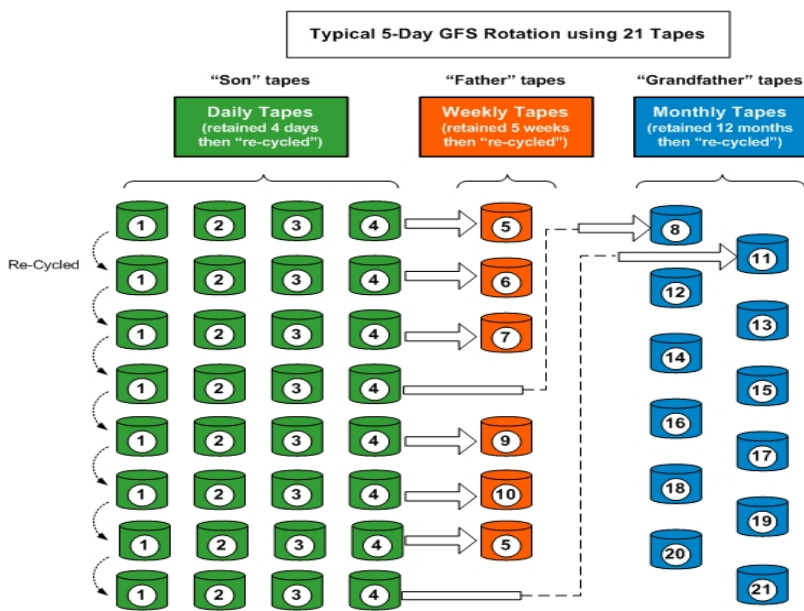 Typical 5-Day GFS Rotation using 21 Tapes
“Son” tapes
“Father” tapes
“Grandfather” tapes
Daily Tapes
(retained 4 days
then “re-cycled”)
Weekly Tapes
(retained 5 weeks
then “re-cycled”)
Monthly Tapes
(retained 12 months
then “re-cycled”)
Re-Cycled
1 2 3 4 5 8
11
1 2 3 4 6 12
13
1 2 3 4 7 14
1 2 3 4 15
16
1 2 3 4 9 17
1 2 3 4 10 18
19
1 2 3 4 5 20
1 2 3 4 21